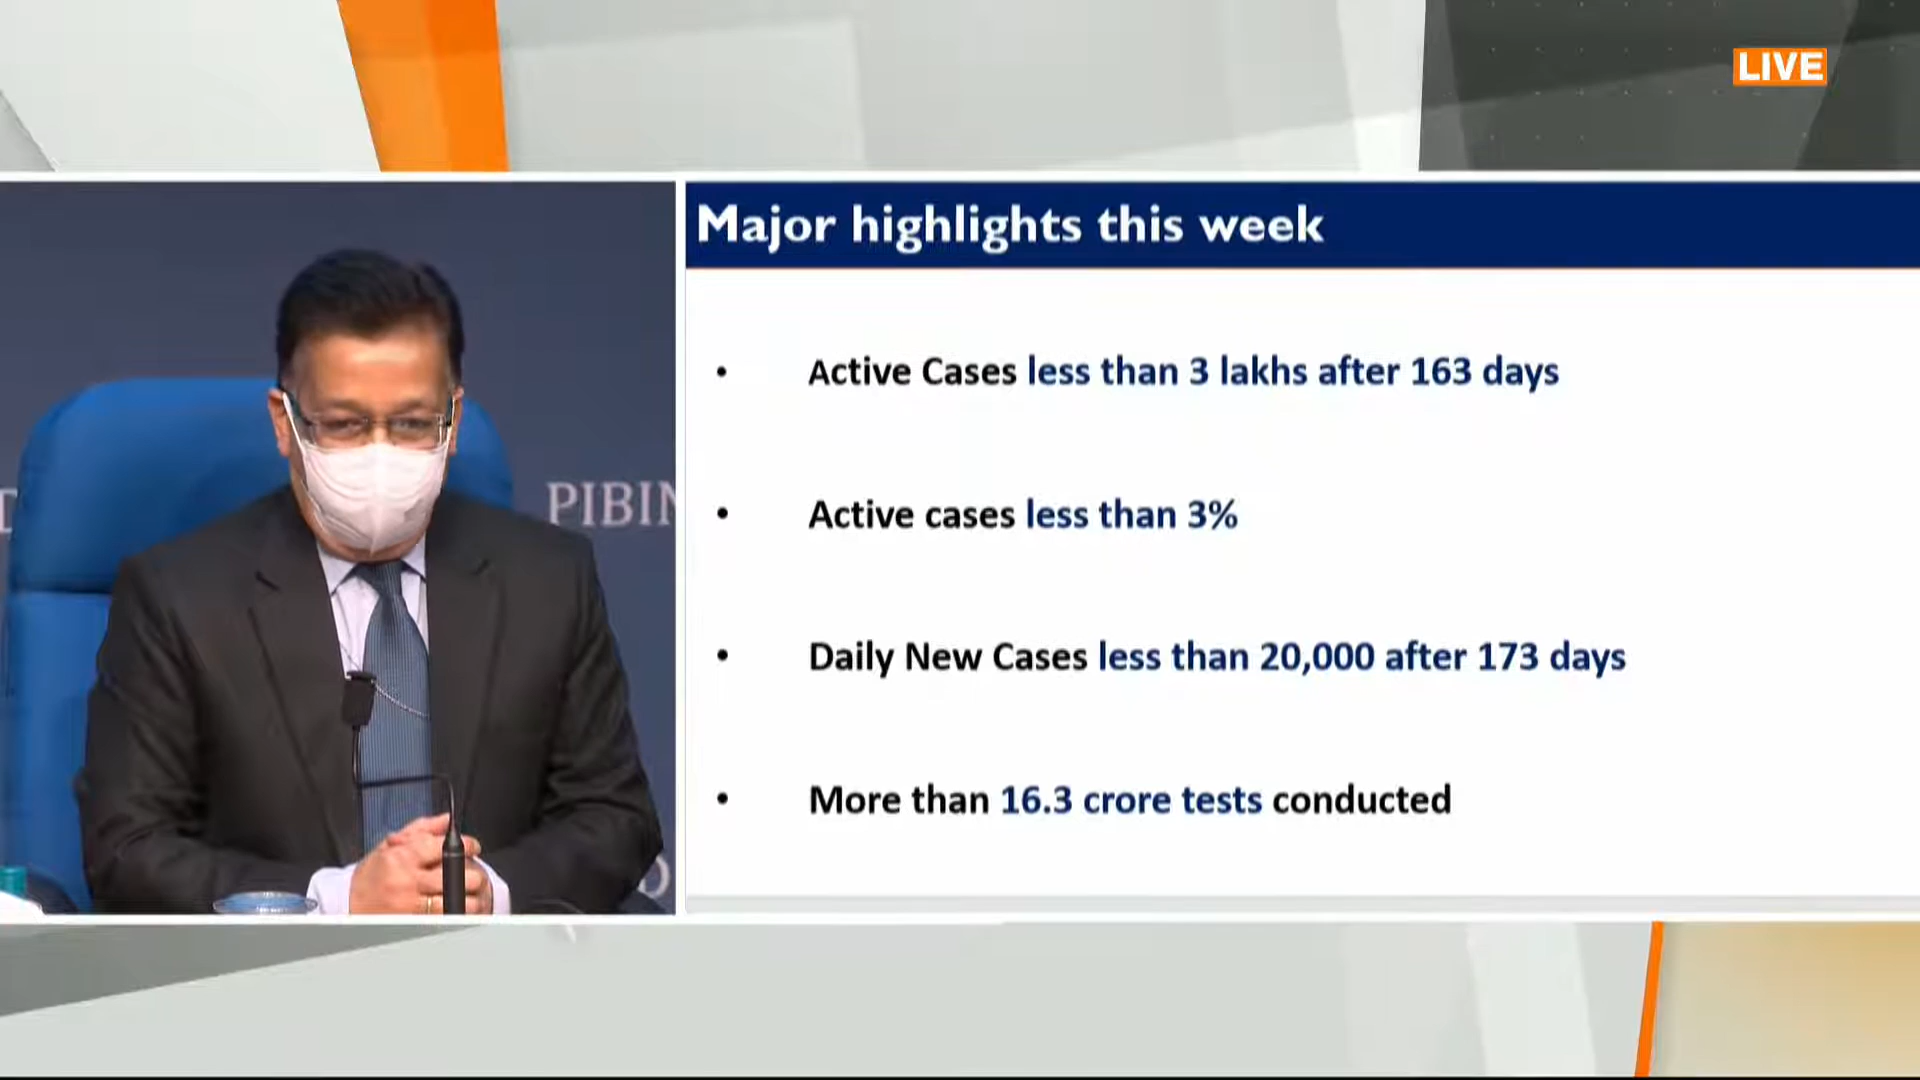 LIVE
Major highlights this week
• Active Cases less than 3 lakhs after 163 days
• Active cases less than 3%
• Daily New Cases less than 20,000 after 173 days
• More than 16.3 crore tests conducted
PIBIN
D
D